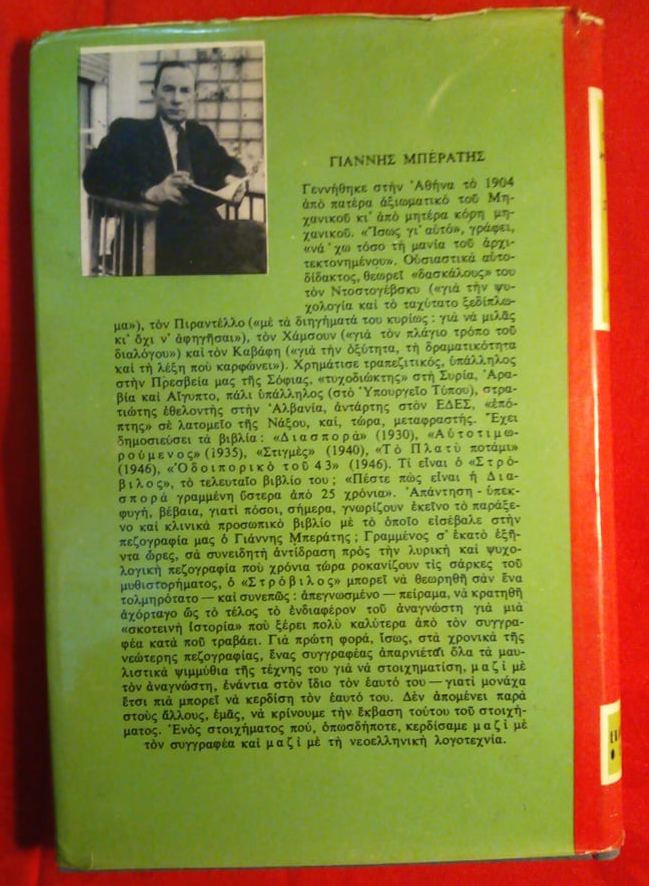 ΓΙΑΝΝΗΣ ΜΠΕΡΑΤΗΣ
Γεννήθηκε στὴν Ἀθήνα τὸ 1904
ἀπὸ πατέρα ἀξιωματικὸ τοῦ Μη-
χανικοῦ κι' ἀπὸ μητέρα κόρη μη-
χανικοῦ. «Ἴσως γι' αὐτό», γράφει,
«νά 'χω τόσο τὴ μανία τοῦ ἀρχι-
τεκτονημένου». Οὐσιαστικὰ αὐτο-
δίδακτος, θεωρεῖ «δασκάλους» του
τὸν Ντοστογέβσκυ («γιὰ τὴν ψυ-
χολογία καὶ τὸ ταχύτατο ξεδίπλω-
μα»), τὸν Πιραντέλλο («μὲ τὰ διηγήματά του κυρίως : γιὰ νὰ μιλᾶς
κι' ὄχι ν' ἀφηγῆσαι»), τὸν Χάμσουν («γιὰ τὸν πλάγιο τρόπο τοῦ
διαλόγου») καὶ τὸν Καβάφη («γιὰ τὴν ὀξύτητα, τὴ δραματικότητα
καὶ τὴ λέξη ποὺ καρφώνει»). Χρημάτισε τραπεζιτικός, ὑπάλληλος
στὴν Πρεσβεία μας τῆς Σόφιας, «τυχοδιώκτης» στὴ Συρία, Ἀρα-
βία καὶ Αἴγυπτο, πάλι ὑπάλληλος (στὸ Ὑπουργεῖο Τύπου), στρα-
τιώτης ἐθελοντὴς στὴν Ἀλβανία, ἀντάρτης στὸν ΕΔΕΣ, «ἐπό-
πτης» σὲ λατομεῖο τῆς Νάξου, καί, τώρα, μεταφραστής. Ἔχει
δημοσιεύσει τὰ βιβλία : «Διασπορά» (1930), «Αὐτοτιμω-
ρούμενος» (1935), «Στιγμές» (1940), «Τὸ Πλατὺ ποτάμι»
(1946), «Ὁδοιπορικὸ τοῦ 43» (1946). Τί εἶναι ὁ «Στρό-
βιλος», τὸ τελευταῖο βιβλίο του ; «Πέστε πὼς εἶναι ἡ Δια-
σπορὰ γραμμένη ὕστερα ἀπὸ 25 χρόνια». Ἀπάντηση - ὑπεκ-
φυγή, βέβαια, γιατὶ πόσοι, σήμερα, γνωρίζουν ἐκεῖνο τὸ παράξε-
νο καὶ κλινικὰ προσωπικὸ βιβλίο μὲ τὸ ὁποῖο εἰσέβαλε στὴν
πεζογραφία μας ὁ Γιάννης Μπεράτης ; Γραμμένος σ' ἑκατὸ ἑξῆ-
ντα ὧρες, σὰ συνειδητὴ ἀντίδραση πρὸς τὴν λυρικὴ καὶ ψυχο-
λογικὴ πεζογραφία ποὺ χρόνια τώρα ροκανίζουν τὶς σάρκες τοῦ
μυθιστορήματος, ὁ «Στρόβιλος» μπορεῖ νὰ θεωρηθῆ σὰν ἕνα
τολμηρότατο — καὶ συνεπῶς : ἀπεγνωσμένο — πείραμα, νὰ κρατηθῆ
ἀχόρταγο ὣς τὸ τέλος τὸ ἐνδιαφέρον τοῦ ἀναγνώστη γιὰ μιὰ
«σκοτεινὴ ἱστορία» ποὺ ξέρει πολὺ καλύτερα ἀπὸ τὸν συγγρα-
φέα κατὰ ποῦ τραβάει. Γιὰ πρώτη φορά, ἴσως, στὰ χρονικὰ τῆς
νεώτερης πεζογραφίας, ἕνας συγγραφέας ἀπαρνιέται ὅλα τὰ μαυ-
λιστικὰ ψιμμύθια τῆς τέχνης του γιὰ νὰ στοιχηματίση, μαζὶ μὲ
τὸν ἀναγνώστη, ἐνάντια στὸν ἴδιο τὸν ἑαυτό του — γιατὶ μονάχα
ἔτσι πιὰ μπορεῖ νὰ κερδίση τὸν ἑαυτό του. Δὲν ἀπομένει παρὰ
στοὺς ἄλλους, ἐμᾶς, νὰ κρίνουμε τὴν ἔκβαση τούτου τοῦ στοιχή-
ματος. Ἑνὸς στοιχήματος πού, ὁπωσδήποτε, κερδίσαμε μαζὶ μὲ
τὸν συγγραφέα καὶ μαζὶ μὲ τὴ νεοελληνικὴ λογοτεχνία.